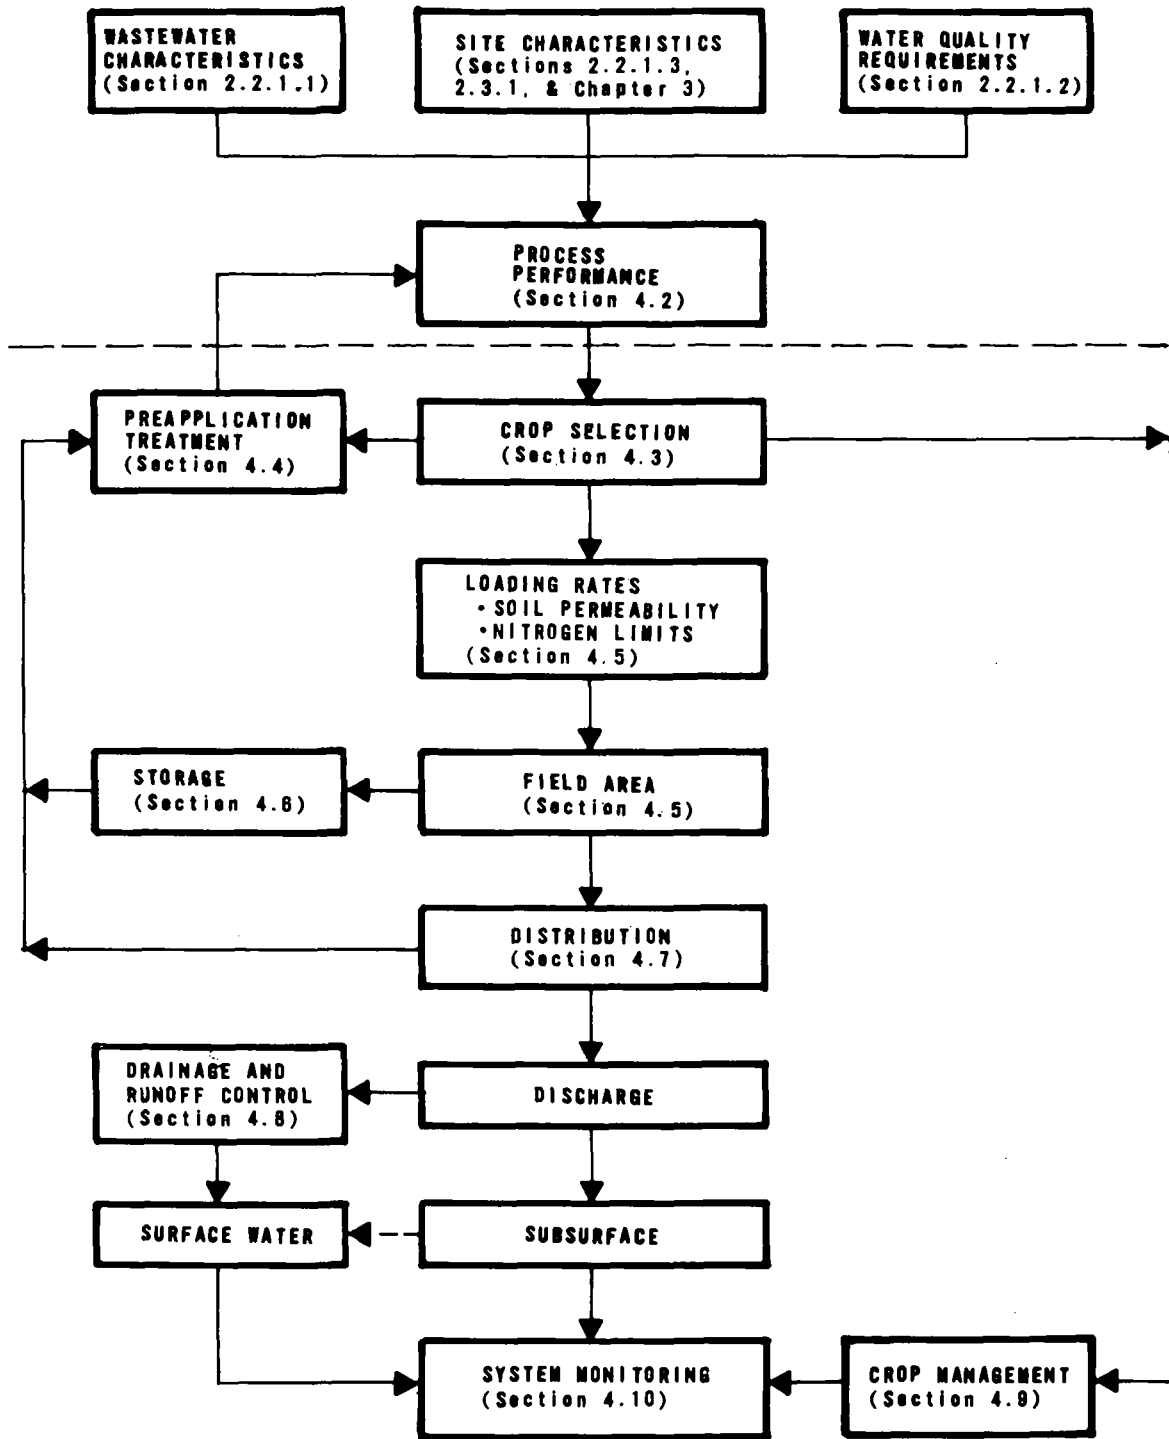 WASTEWATER
CHARACTERISTICS
(Section 2.2.1.1)
SITE CHARACTERISTICS
(Sections 2.2.1.3,
2.3.1, & Chapter 3)
WATER QUALITY
REQUIREMENTS
(Section 2.2.1.2)
PROCESS
PERFORMANCE
(Section 4.2)
PREAPPLICATION
TREATMENT
(Section 4.4)
CROP SELECTION
(Section 4.3)
LOADING RATES
• SOIL PERMEABILITY
• NITROGEN LIMITS
(Section 4.5)
STORAGE
(Section 4.6)
FIELD AREA
(Section 4.5)
DISTRIBUTION
(Section 4.7)
DRAINAGE AND
RUNOFF CONTROL
(Section 4.8)
DISCHARGE
SURFACE WATER
SUBSURFACE
SYSTEM MONITORING
(Section 4.10)
CROP MANAGEMENT
(Section 4.9)